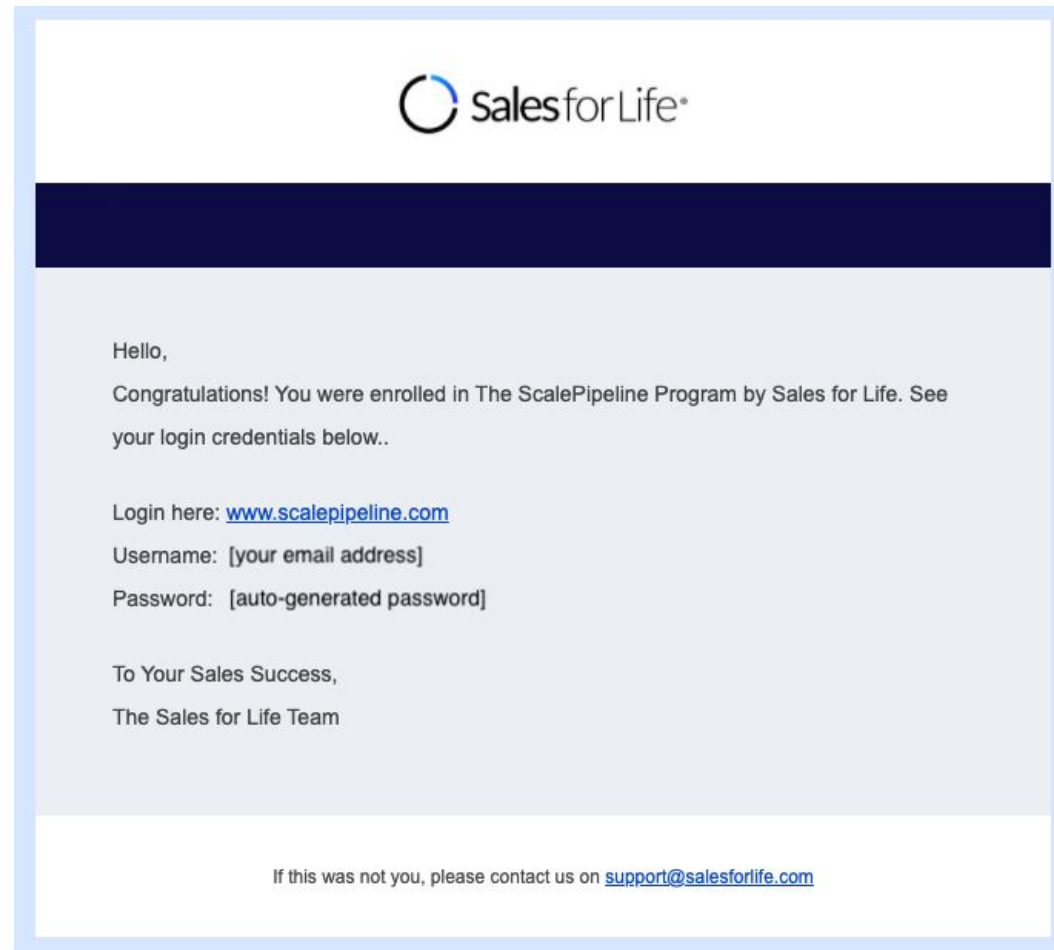 Sales for Life
Hello,
Congratulations! You were enrolled in The ScalePipeline Program by Sales for Life. See
your login credentials below..
Login here: www.scalepipeline.com
Username: [your email address]
Password: [auto-generated password]
To Your Sales Success,
The Sales for Life Team
If this was not you, please contact us on support@salesforlife.com